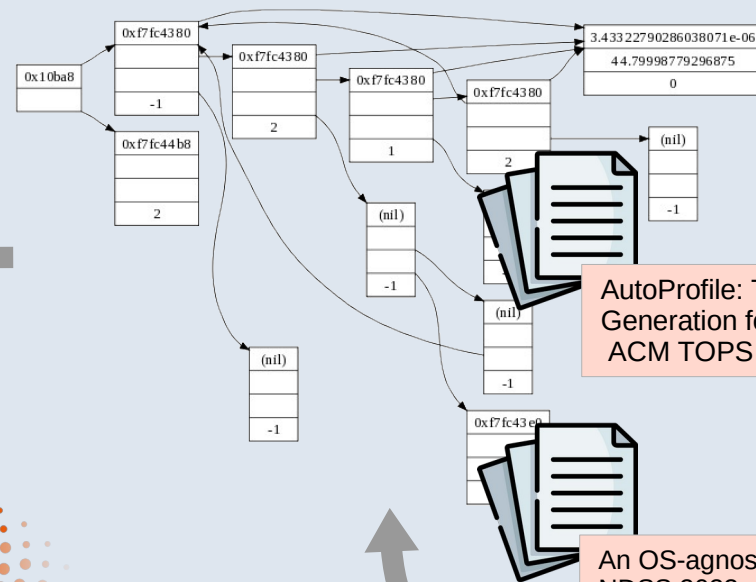 0xf7fc4380
-1
0x10ba8
0xf7fc4380
2
0xf7fc4380
1
0xf7fc4380
2
3.43322790286038071e-06
44.79998779296875
0
0xf7fc44b8
2
(nil)
-1
(nil)
-1
(nil)
-1
(nil)
-1
0xf7fc43e0
AutoProfile:
Generation
ACM TOPS
An OS-agnos